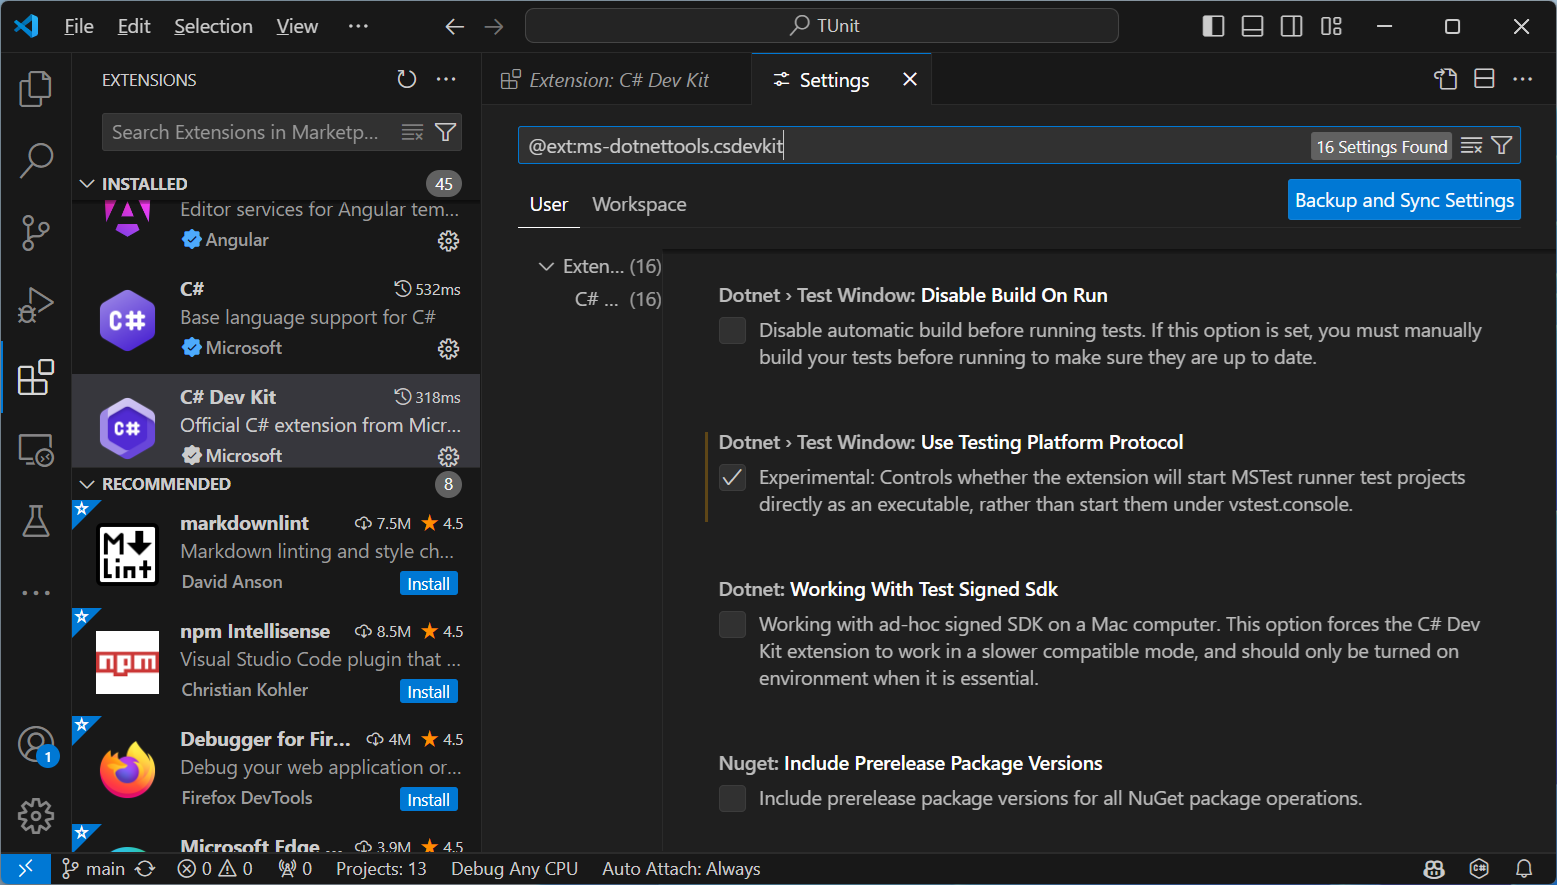 File Edit Selection View ···
TUnit
EXTENSIONS
Search Extensions in Marketp...
INSTALLED 45
Editor services for Angular tem...
Angular
C# 532ms
C#
Base language support for C#
Microsoft
C# Dev Kit 318ms
C#
Official C# extension from Micr...
Microsoft
RECOMMENDED 8
markdownlint 7.5M 4.5
M
Lint
Markdown linting and style ch...
David Anson Install
npm Intellisense 8.5M 4.5
npm
Visual Studio Code plugin that ...
Christian Kohler Install
Debugger for Fir... 4M 4.5
Debug your web application or...
Firefox DevTools Install
1
Microsoft Edge ... 3.9M 4.5
Extension: C# Dev Kit Settings
@ext:ms-dotnettools.csdevkit 16 Settings Found
User Workspace Backup and Sync Settings
Exten... (16)
C# ... (16)
Dotnet › Test Window: Disable Build On Run
Disable automatic build before running tests. If this option is set, you must manually
build your tests before running to make sure they are up to date.
Dotnet › Test Window: Use Testing Platform Protocol
Experimental: Controls whether the extension will start MSTest runner test projects
directly as an executable, rather than start them under vstest.console.
Dotnet: Working With Test Signed Sdk
Working with ad-hoc signed SDK on a Mac computer. This option forces the C# Dev
Kit extension to work in a slower compatible mode, and should only be turned on
environment when it is essential.
Nuget: Include Prerelease Package Versions
Include prerelease package versions for all NuGet package operations.
main 0 0 0 Projects: 13 Debug Any CPU Auto Attach: Always